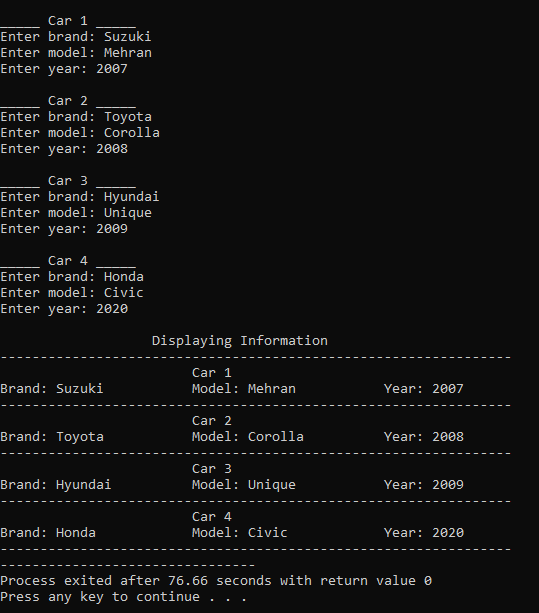 _____ Car 1 _____
Enter brand: Suzuki
Enter model: Mehran
Enter year: 2007
_____ Car 2 _____
Enter brand: Toyota
Enter model: Corolla
Enter year: 2008
_____ Car 3 _____
Enter brand: Hyundai
Enter model: Unique
Enter year: 2009
_____ Car 4 _____
Enter brand: Honda
Enter model: Civic
Enter year: 2020
Displaying Information
----------------------------------------------------------------
Car 1
Brand: Suzuki Model: Mehran Year: 2007
----------------------------------------------------------------
Car 2
Brand: Toyota Model: Corolla Year: 2008
----------------------------------------------------------------
Car 3
Brand: Hyundai Model: Unique Year: 2009
----------------------------------------------------------------
Car 4
Brand: Honda Model: Civic Year: 2020
----------------------------------------------------------------
--------------------------------
Process exited after 76.66 seconds with return value 0
Press any key to continue . . .